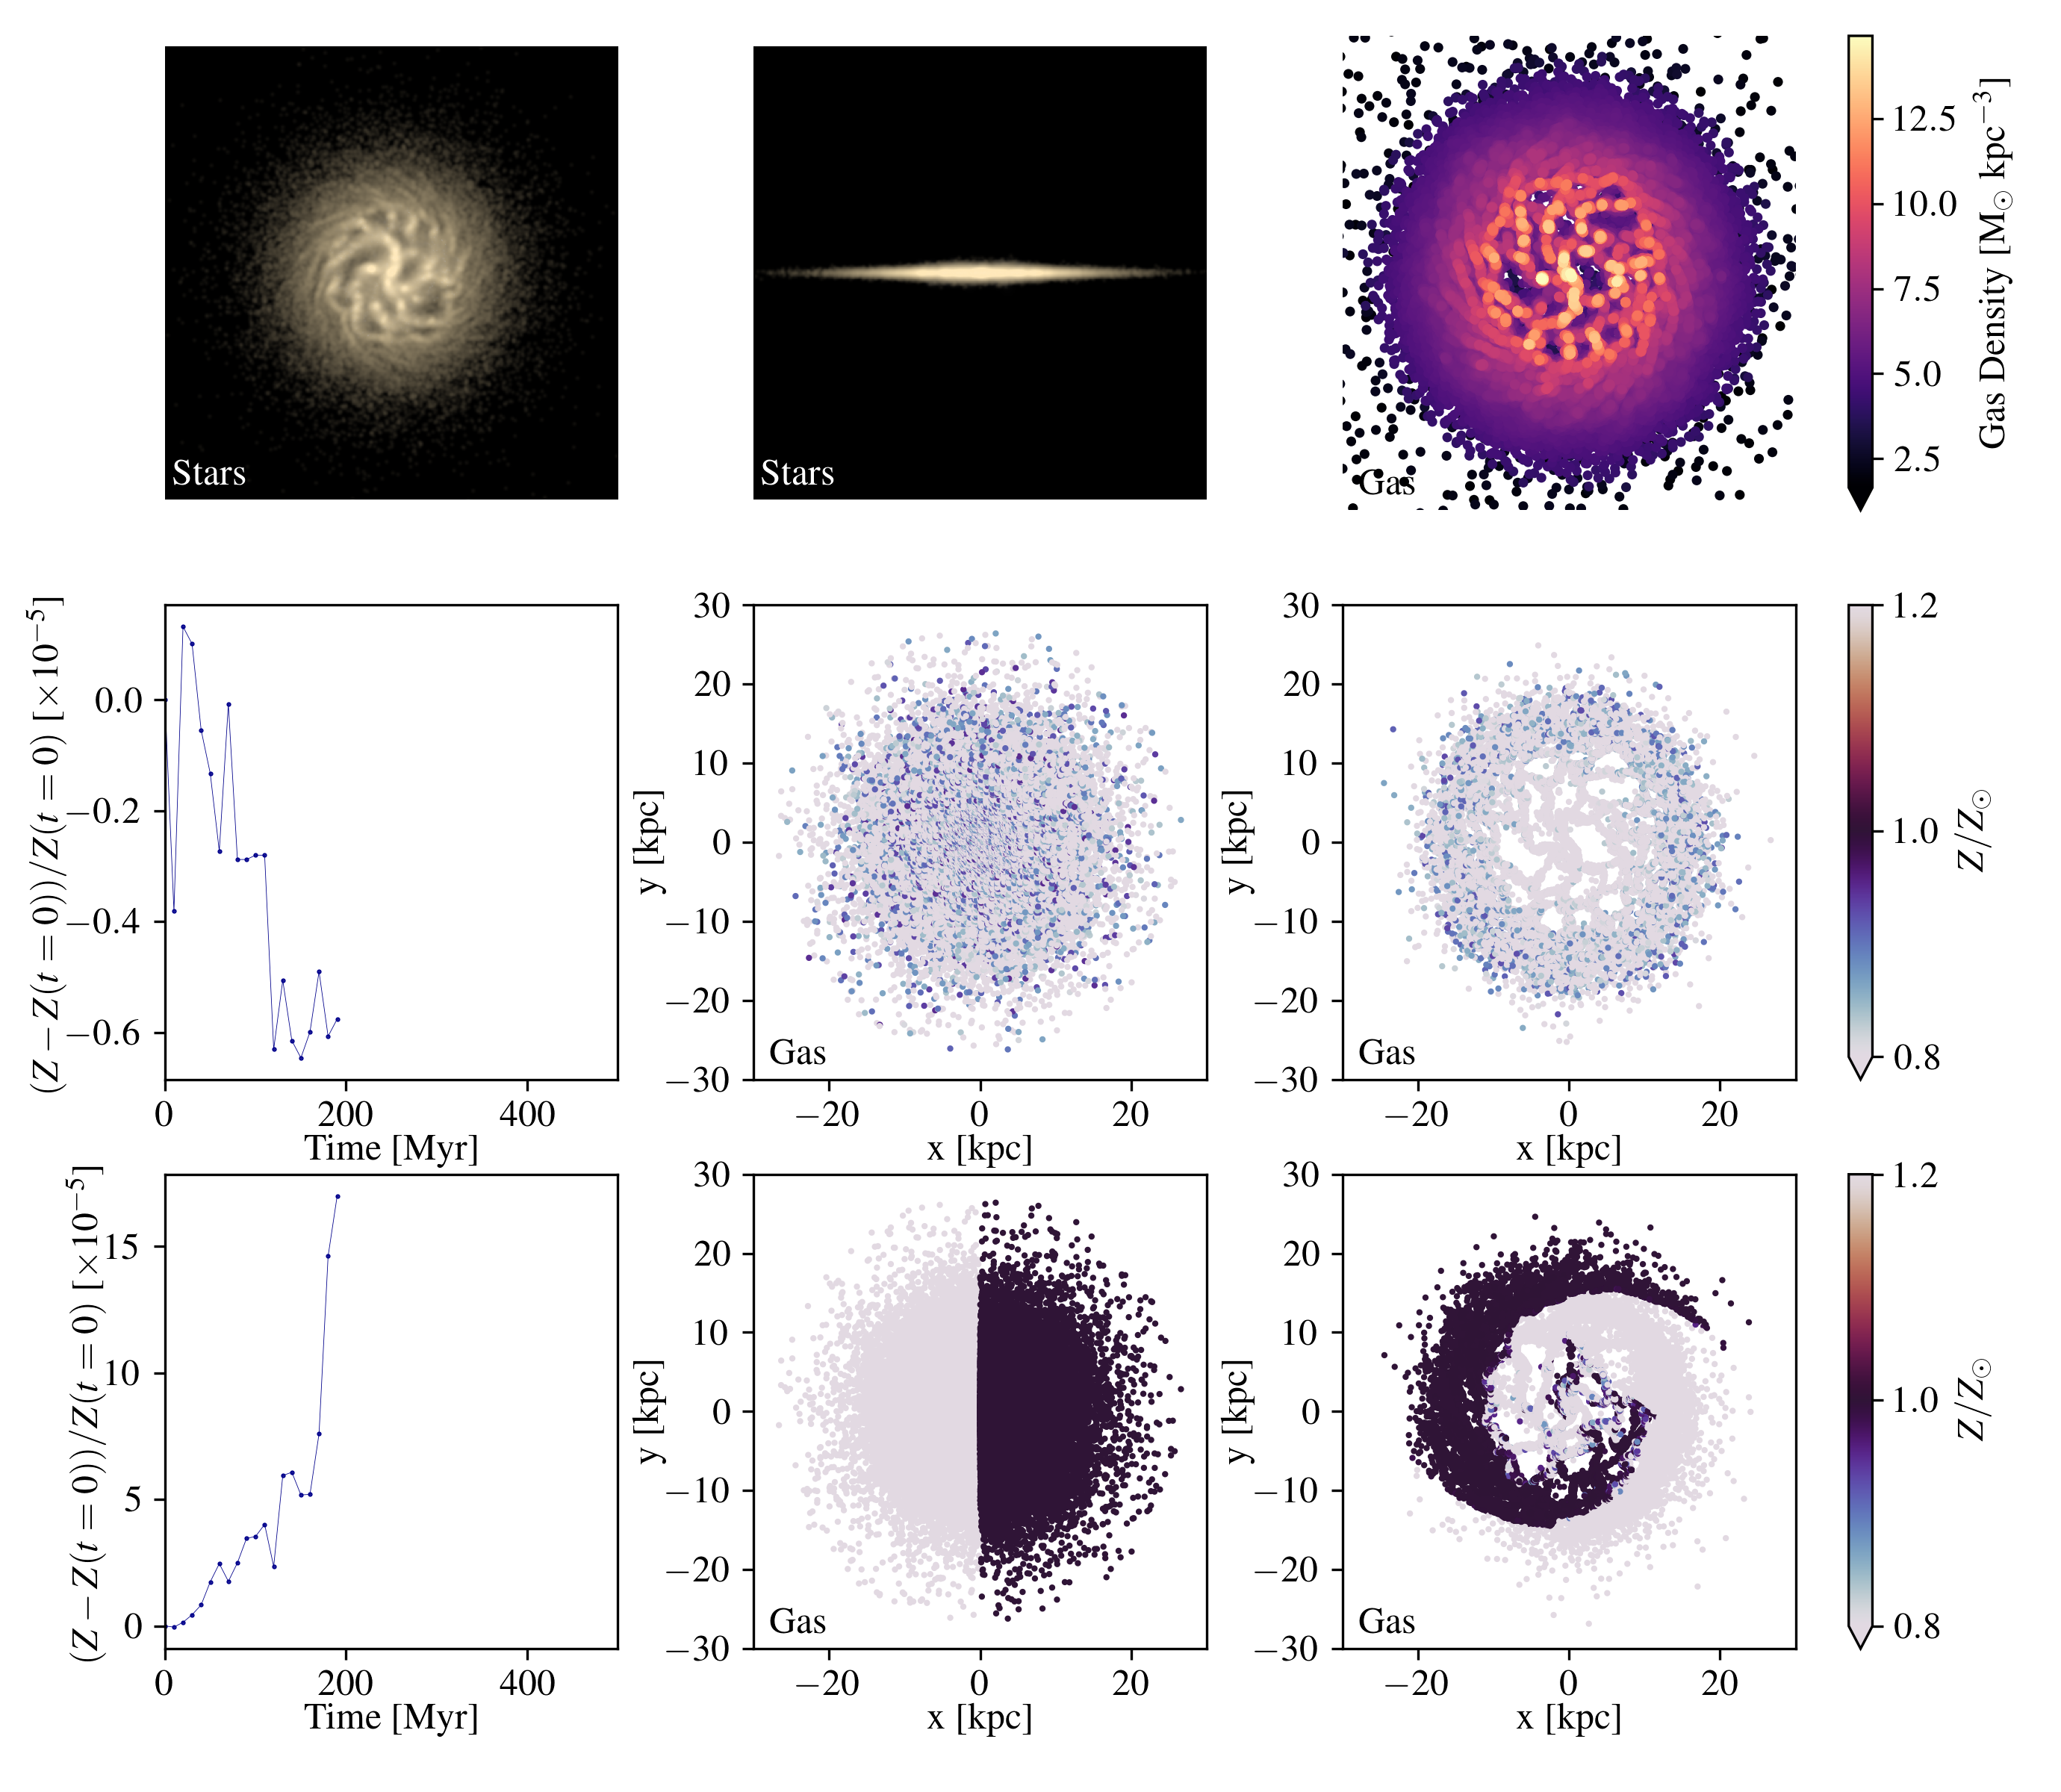 Stars
Stars
Gas
12.5
10.0
7.5
5.0
2.5
Gas Density [M⊙ kpc−3]
(Z − Z(t = 0))/Z(t = 0) [×10−5]
0.0
−0.2
−0.4
−0.6
0 200 400
Time [Myr]
y [kpc]
30
20
10
0
−10
−20
−30
Gas
−20 0 20
x [kpc]
y [kpc]
30
20
10
0
−10
−20
−30
Gas
−20 0 20
x [kpc]
1.2
1.0
0.8
Z/Z⊙
(Z − Z(t = 0))/Z(t = 0) [×10−5]
15
10
5
0
0 200 400
Time [Myr]
y [kpc]
30
20
10
0
−10
−20
−30
Gas
−20 0 20
x [kpc]
y [kpc]
30
20
10
0
−10
−20
−30
Gas
−20 0 20
x [kpc]
1.2
1.0
0.8
Z/Z⊙